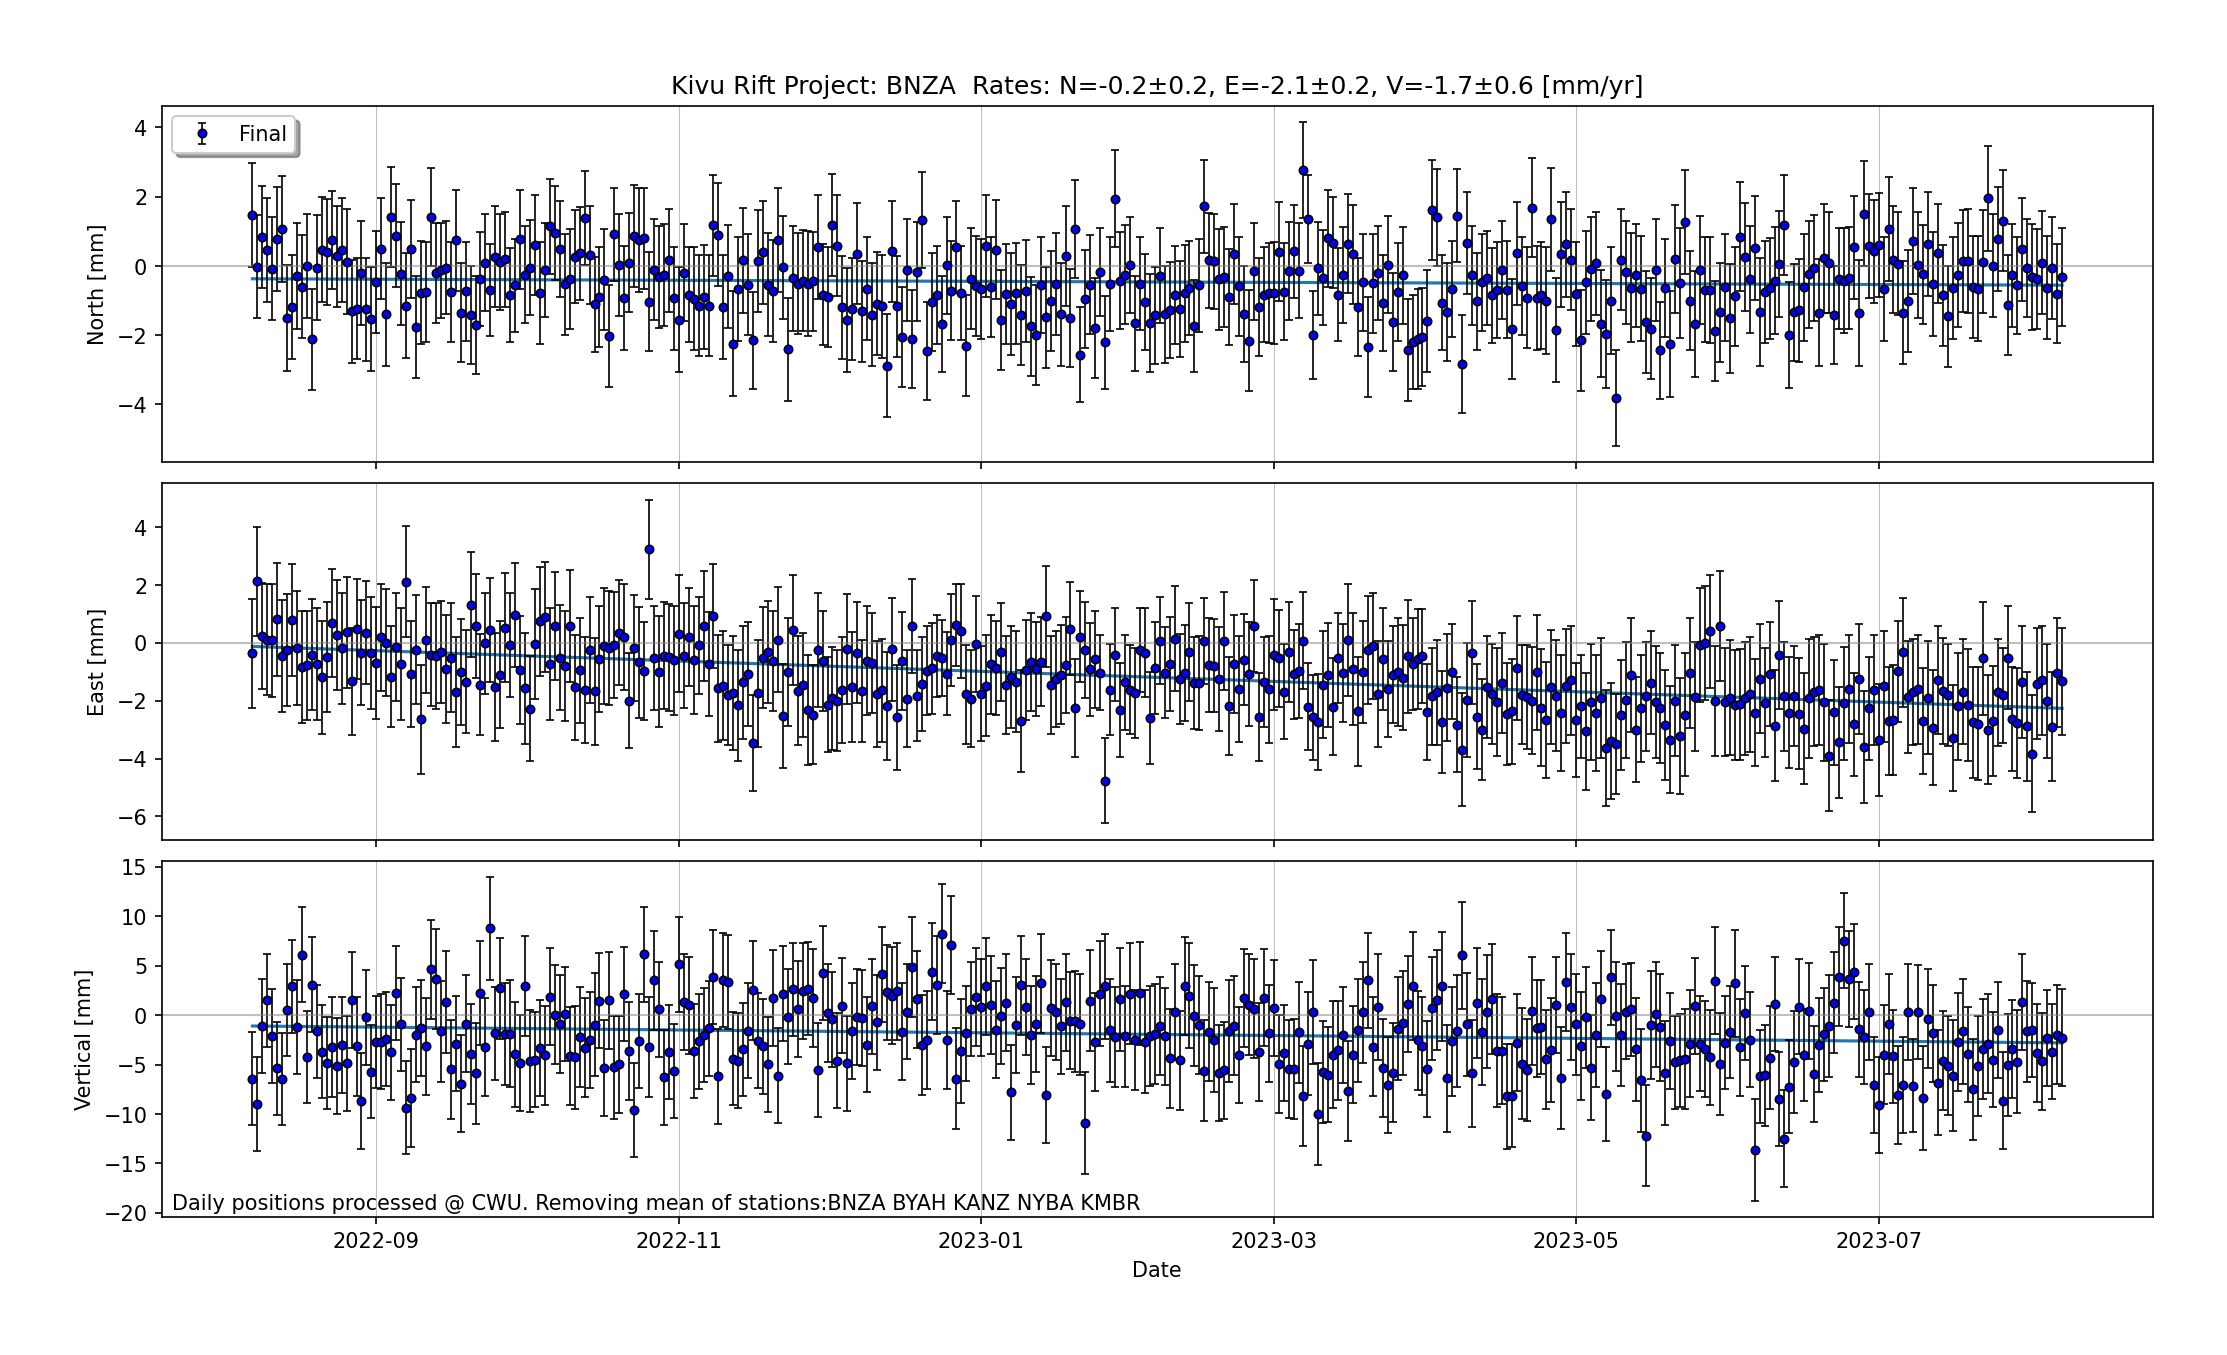 Kivu Rift Project: BNZA  Rates: N=-0.2±0.2, E=-2.1±0.2, V=-1.7±0.6 [mm/yr]
Final
North [mm]
4
2
0
−2
−4
East [mm]
4
2
0
−2
−4
−6
Vertical [mm]
15
10
5
0
−5
−10
−15
−20
Daily positions processed @ CWU. Removing mean of stations:BNZA BYAH KANZ NYBA KMBR
2022-09 2022-11 2023-01 2023-03 2023-05 2023-07
Date